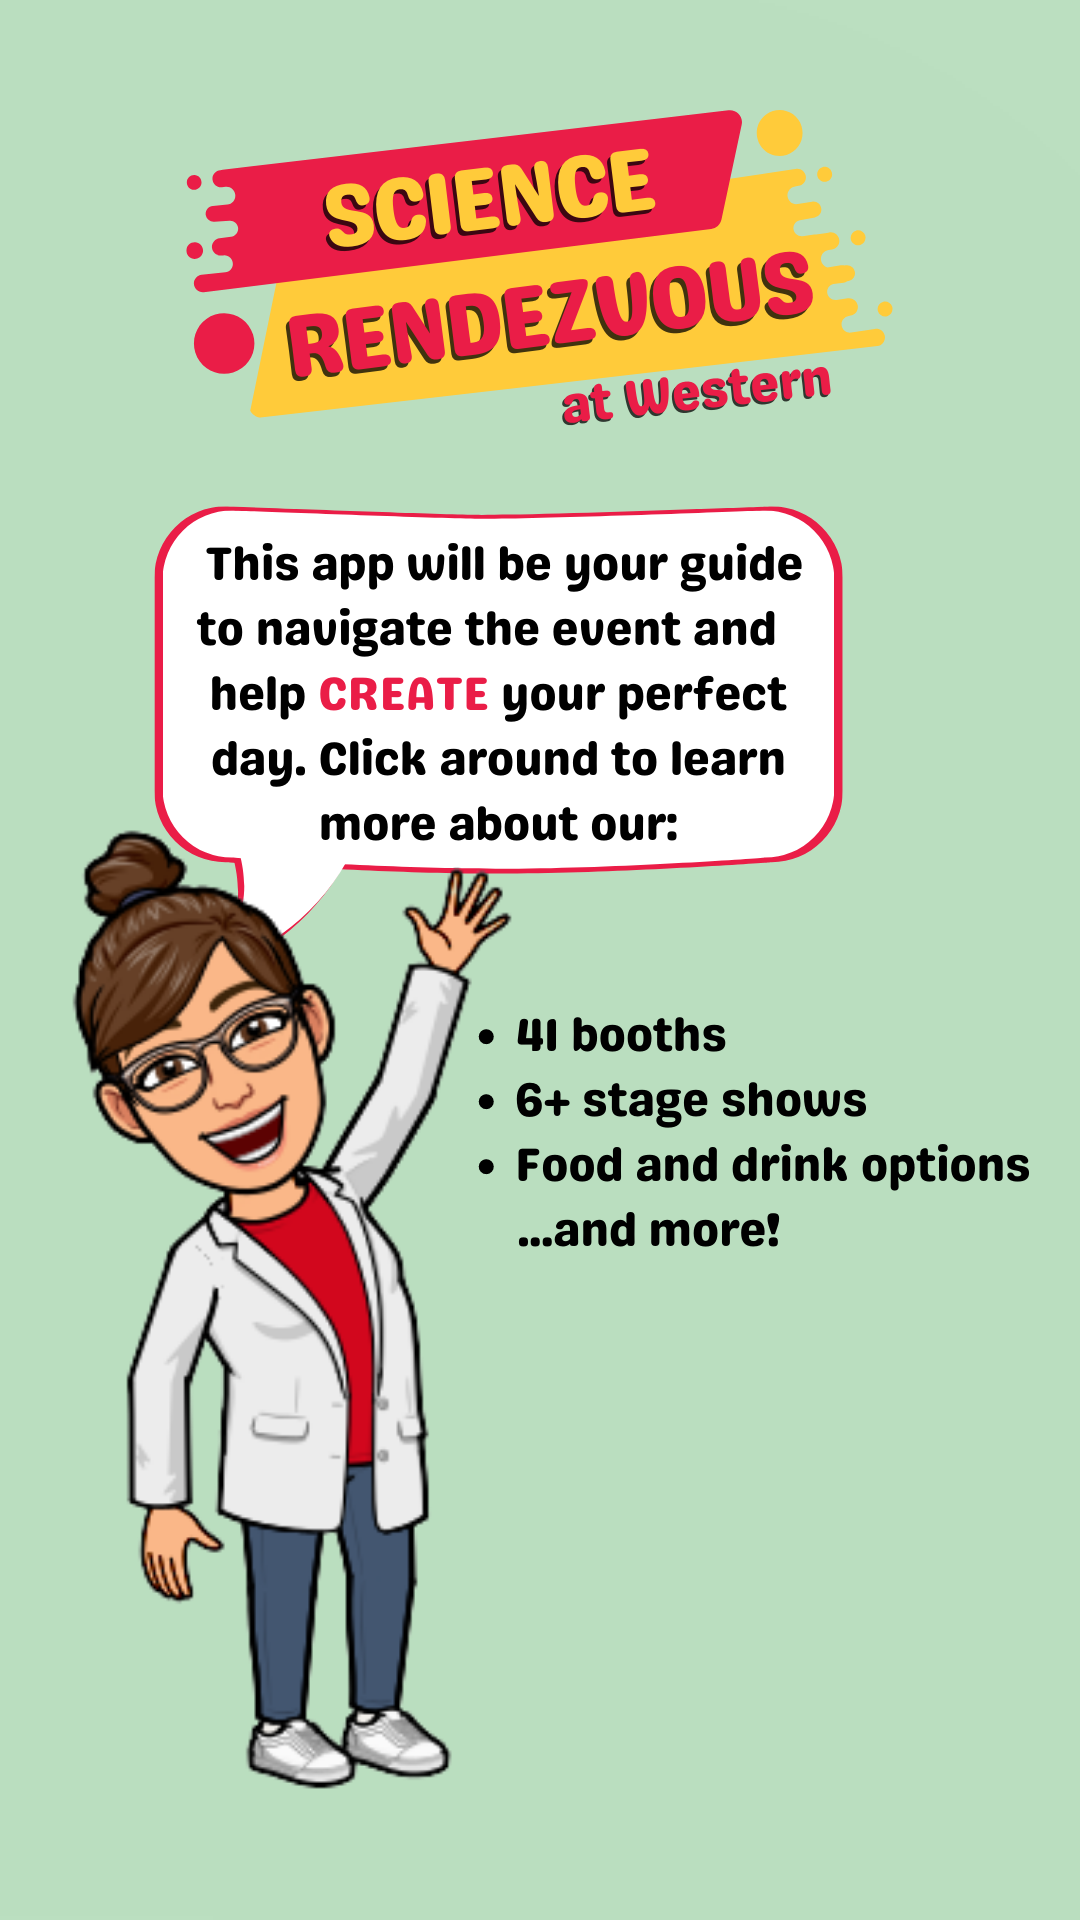 SCIENCE
RENDEZVOUS
at Western
This app will be your guide
to navigate the event and
help CREATE your perfect
day. Click around to learn
more about our:
• 41 booths
• 6+ stage shows
• Food and drink options
...and more!